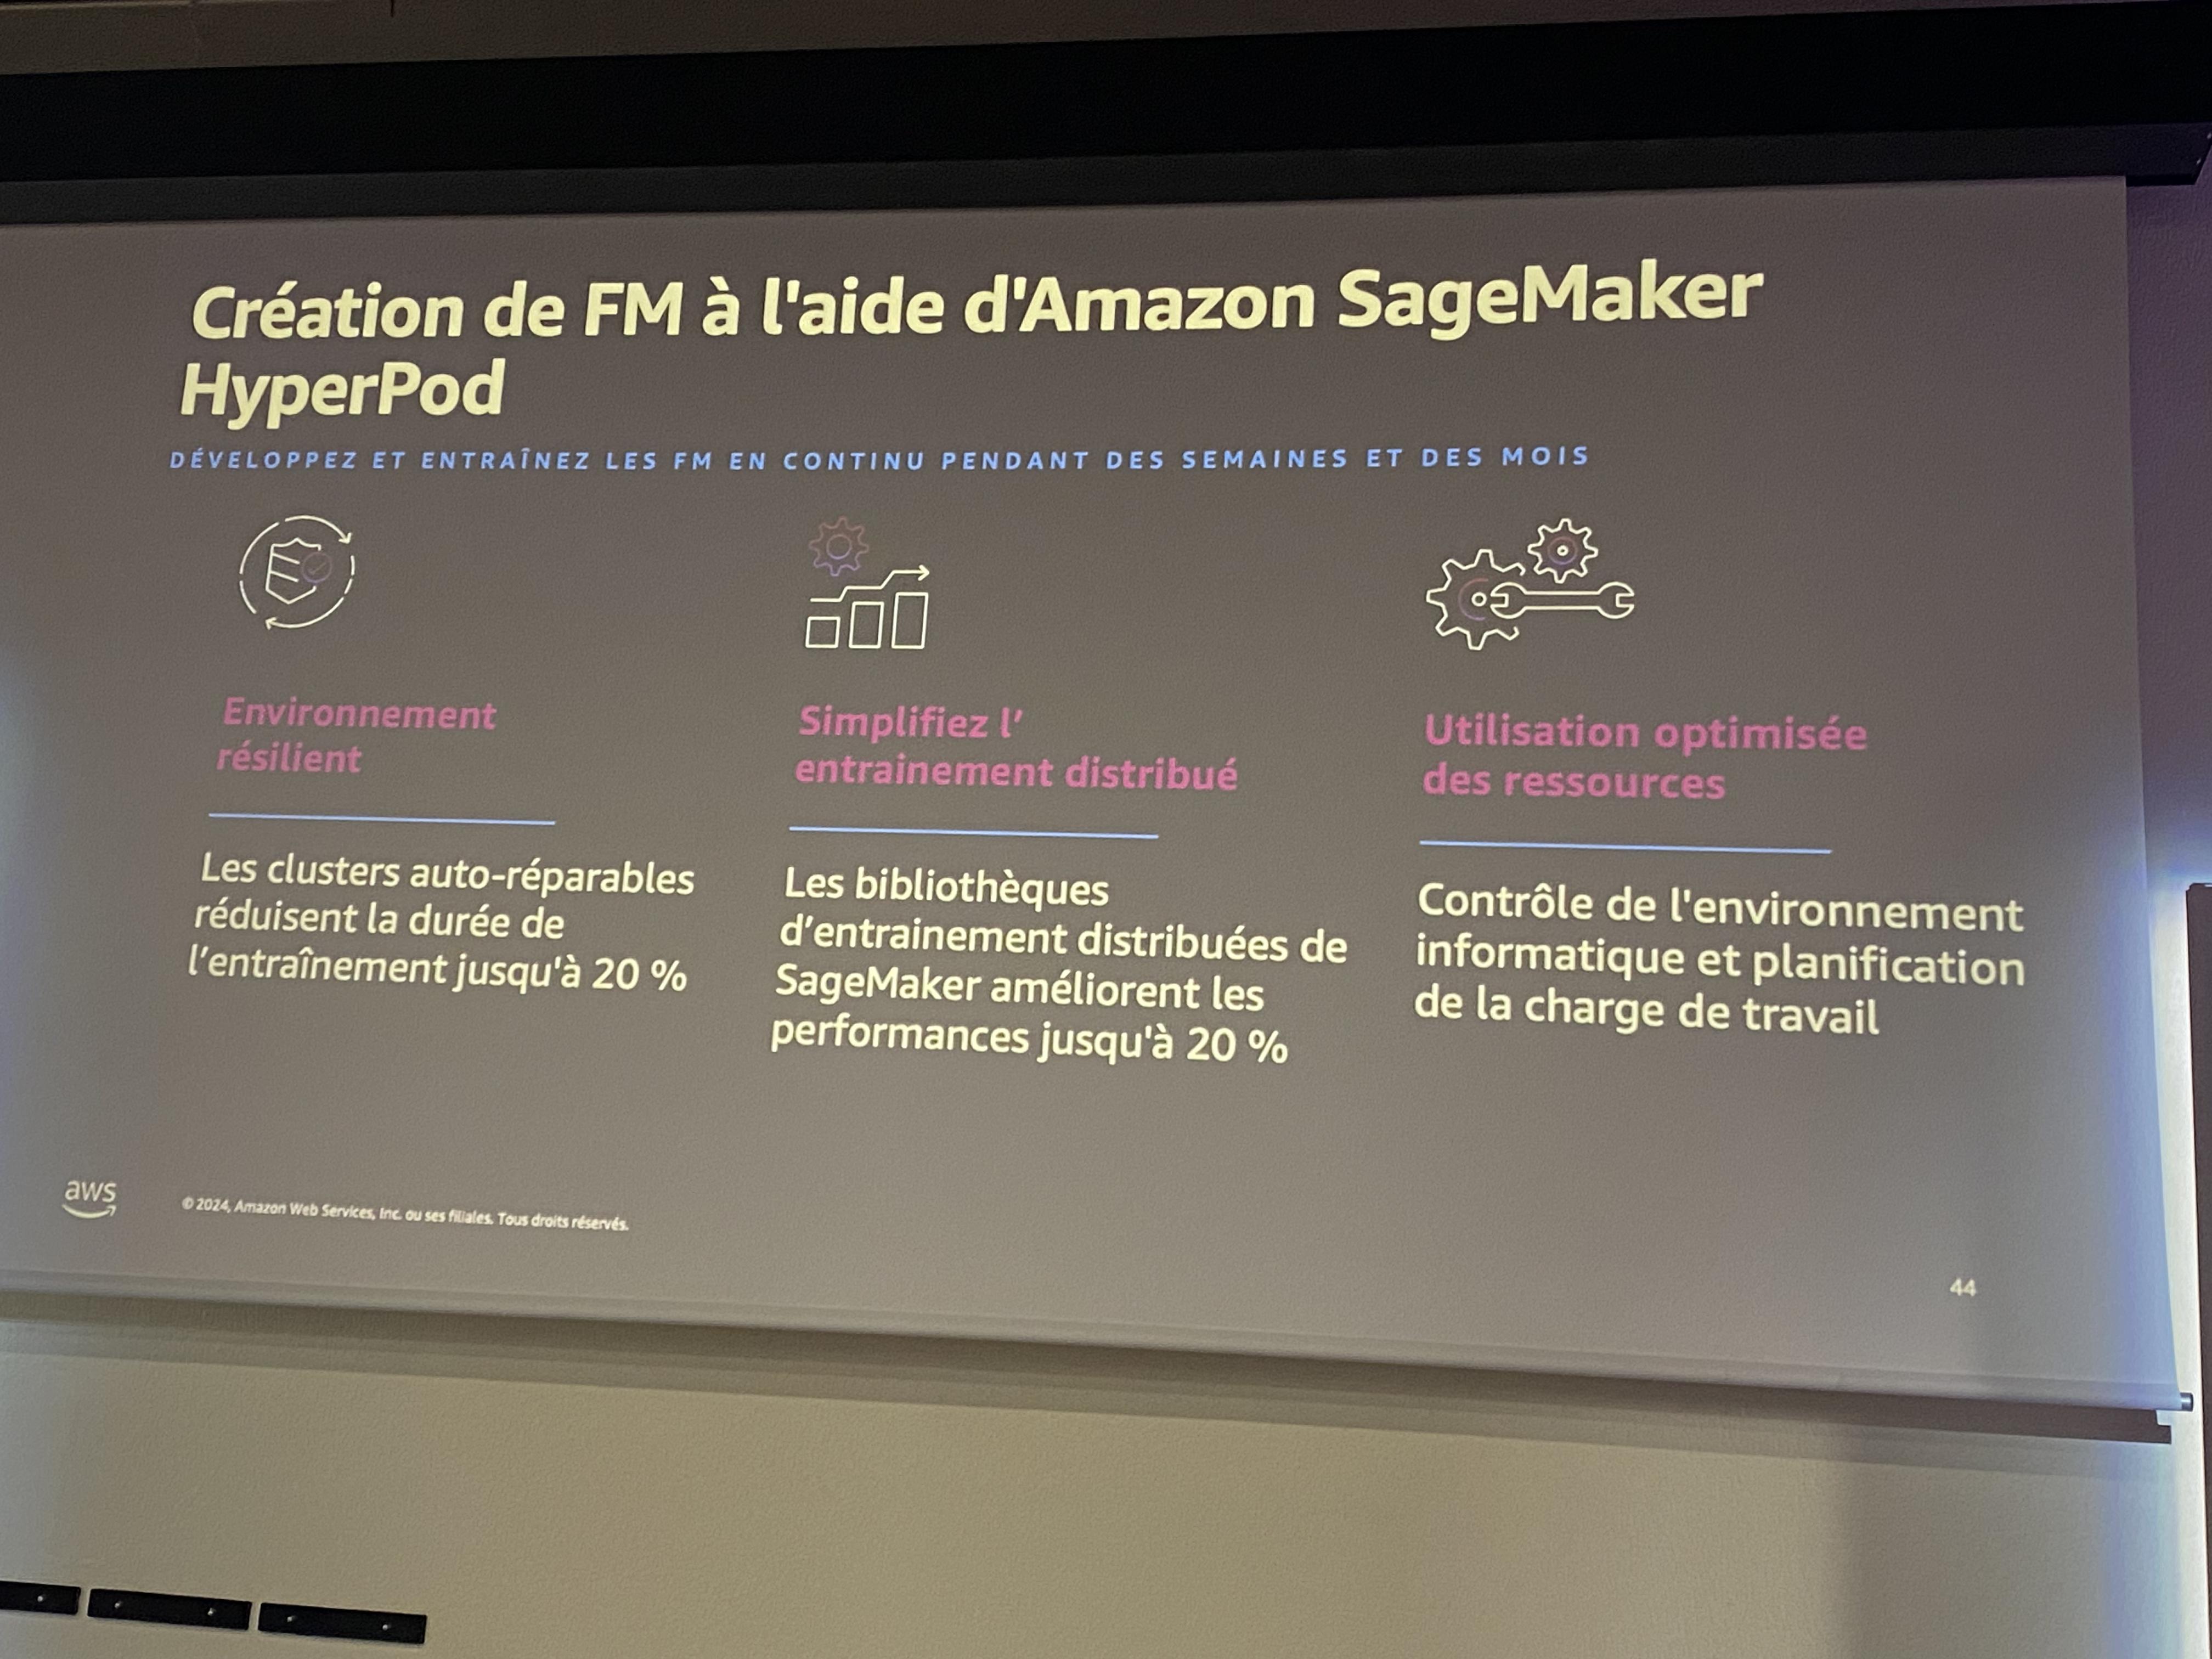 Création de FM à l'aide d'Amazon SageMaker
HyperPod
DÉVELOPPEZ ET ENTRAÎNEZ LES FM EN CONTINU PENDANT DES SEMAINES ET DES MOIS
Environnement
résilient
Les clusters auto-réparables
réduisent la durée de
l’entraînement jusqu'à 20 %
Simplifiez l’
entrainement distribué
Les bibliothèques
d’entrainement distribuées de
SageMaker améliorent les
performances jusqu'à 20 %
Utilisation optimisée
des ressources
Contrôle de l'environnement
informatique et planification
de la charge de travail
aws
© 2024, Amazon Web Services, Inc. ou ses filiales. Tous droits réservés.
44